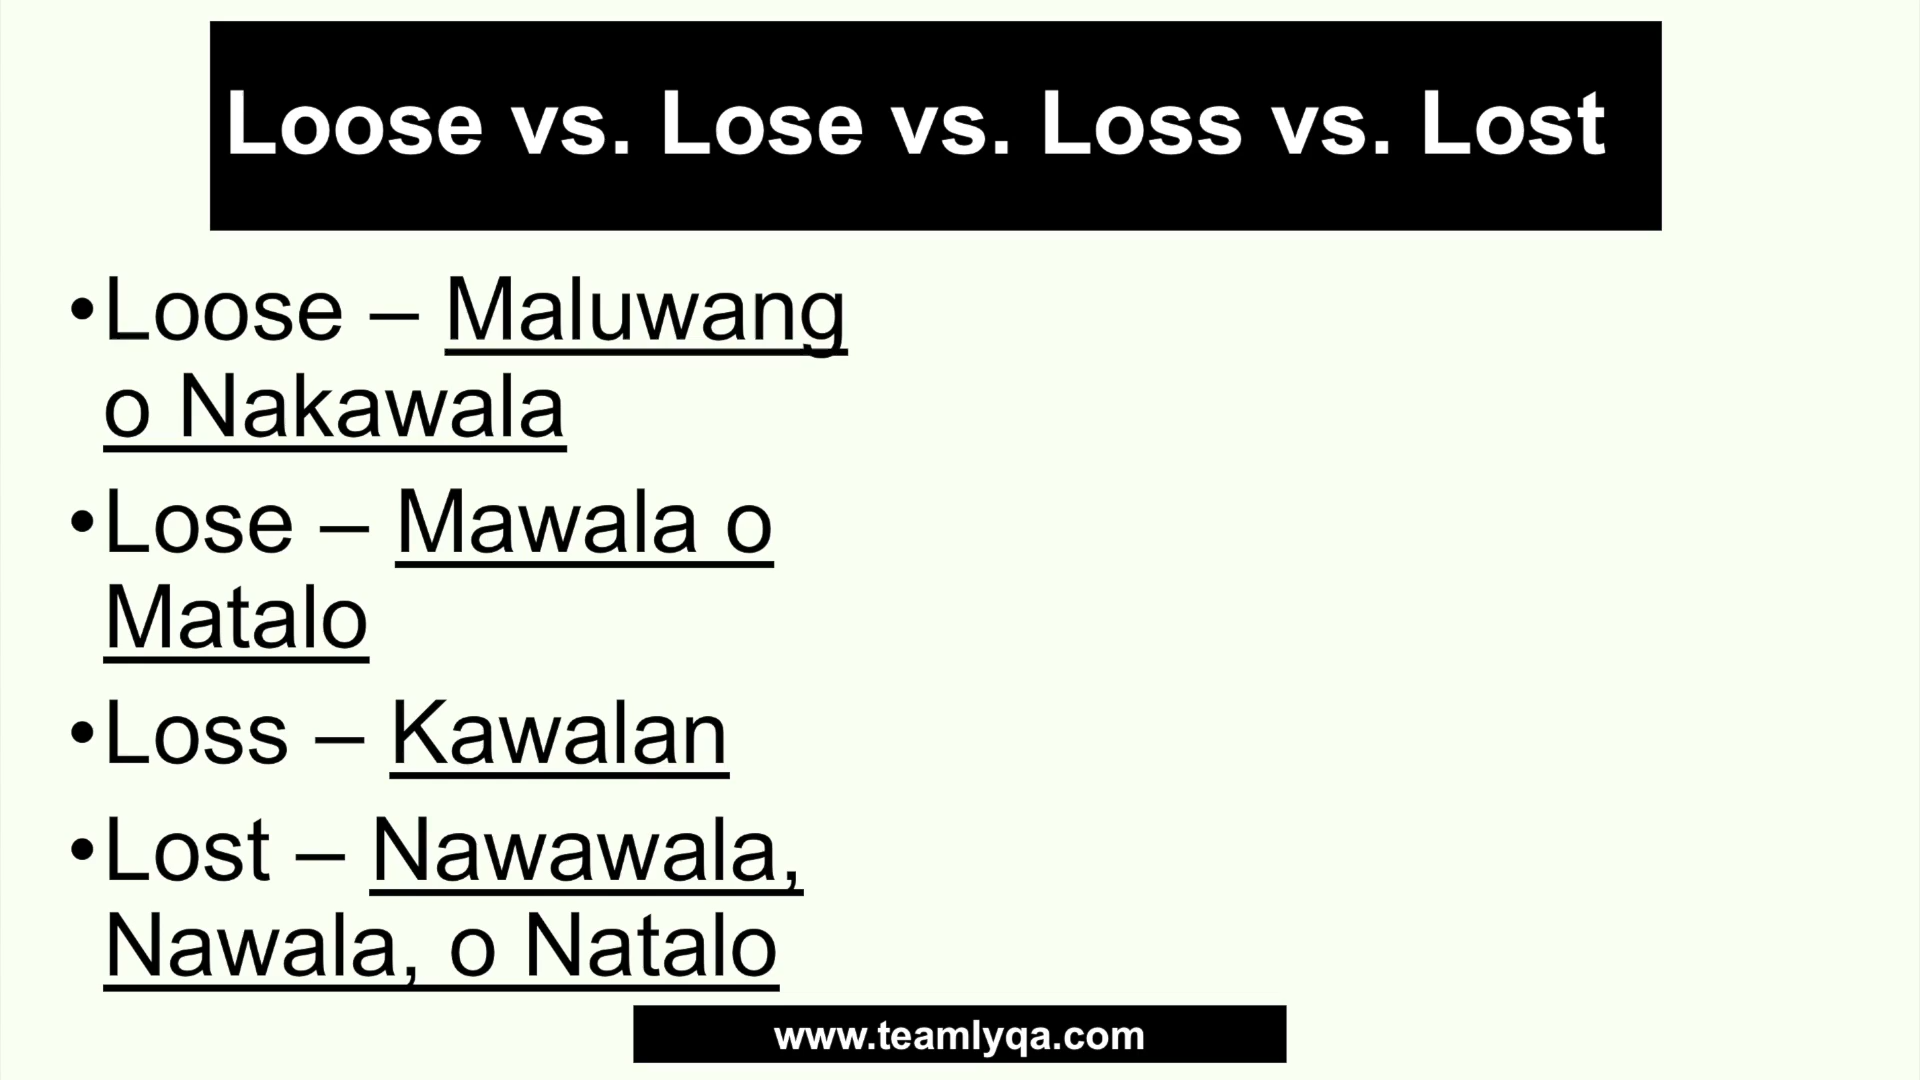 Loose vs. Lose vs. Loss vs. Lost
•Loose – Maluwang
o Nakawala
•Lose – Mawala o
Matalo
•Loss – Kawalan
•Lost – Nawawala,
Nawala, o Natalo
www.teamlyqa.com